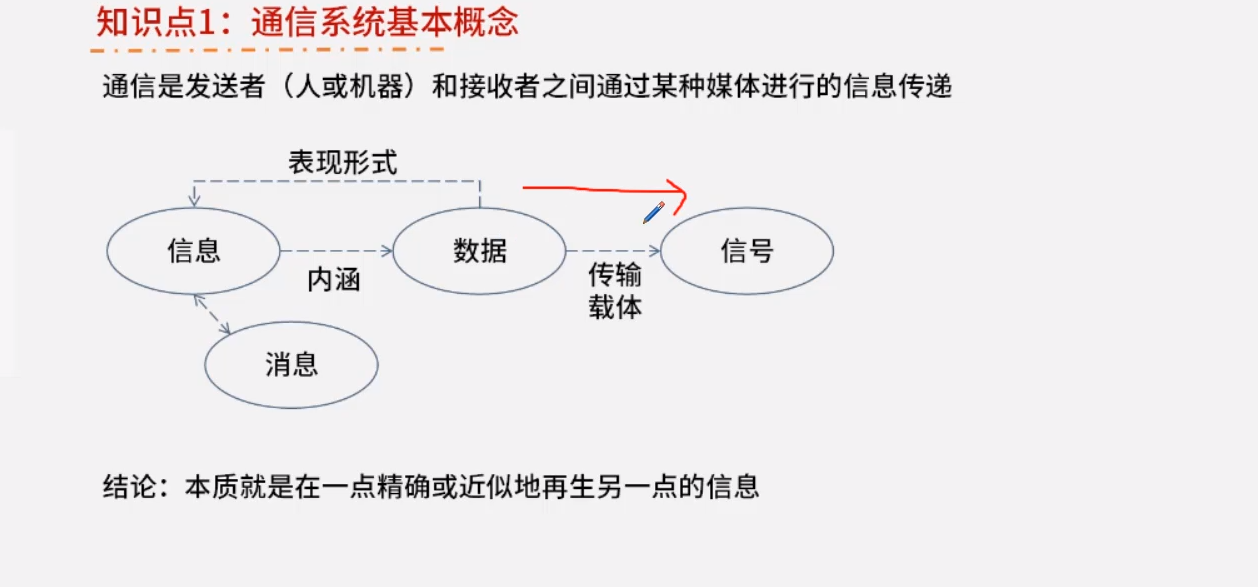 知识点1：通信系统基本概念
通信是发送者（人或机器）和接收者之间通过某种媒体进行的信息传递
表现形式
信息
数据
信号
内涵
传输
载体
消息
结论：本质就是在一点精确或近似地再生另一点的信息